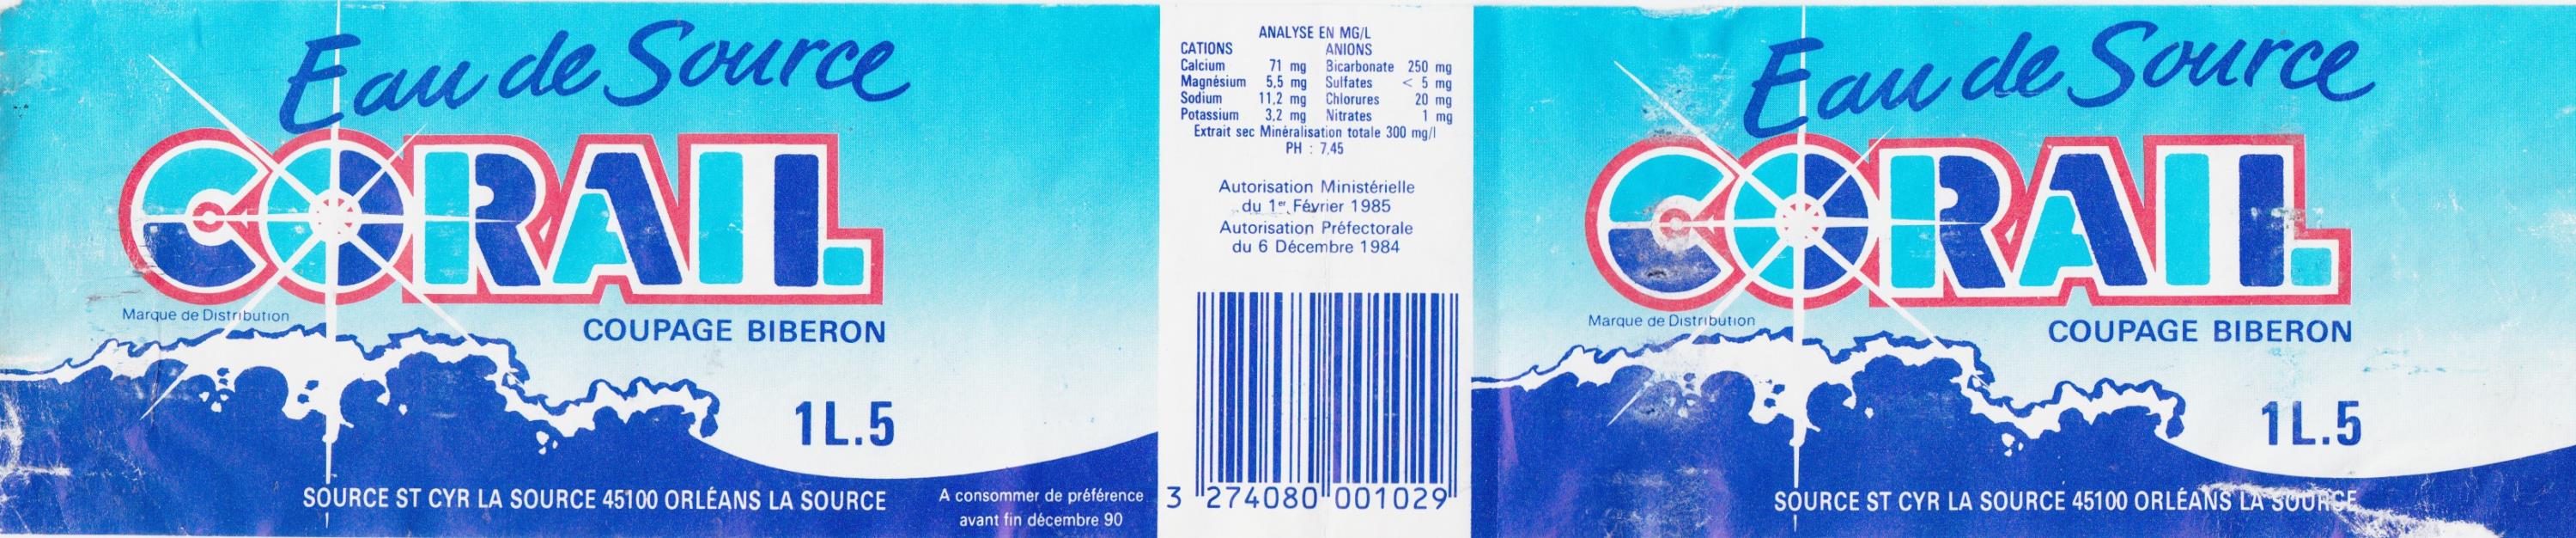 Eau de Source
CORAIL
Marque de Distribution
COUPAGE BIBERON
1L.5
SOURCE ST CYR LA SOURCE 45100 ORLÉANS LA SOURCE
A consommer de préférence
avant fin décembre 90
ANALYSE EN MG/L
CATIONS ANIONS
Calcium 71 mg Bicarbonate 250 mg
Magnésium 5,5 mg Sulfates < 5 mg
Sodium 11,2 mg Chlorures 20 mg
Potassium 3,2 mg Nitrates 1 mg
Extrait sec Minéralisation totale 300 mg/l
PH : 7,45
Autorisation Ministérielle
du 1er Février 1985
Autorisation Préfectorale
du 6 Décembre 1984
3 274080 001029
Eau de Source
CORAIL
Marque de Distribution
COUPAGE BIBERON
1L.5
SOURCE ST CYR LA SOURCE 45100 ORLÉANS LA SOURCE